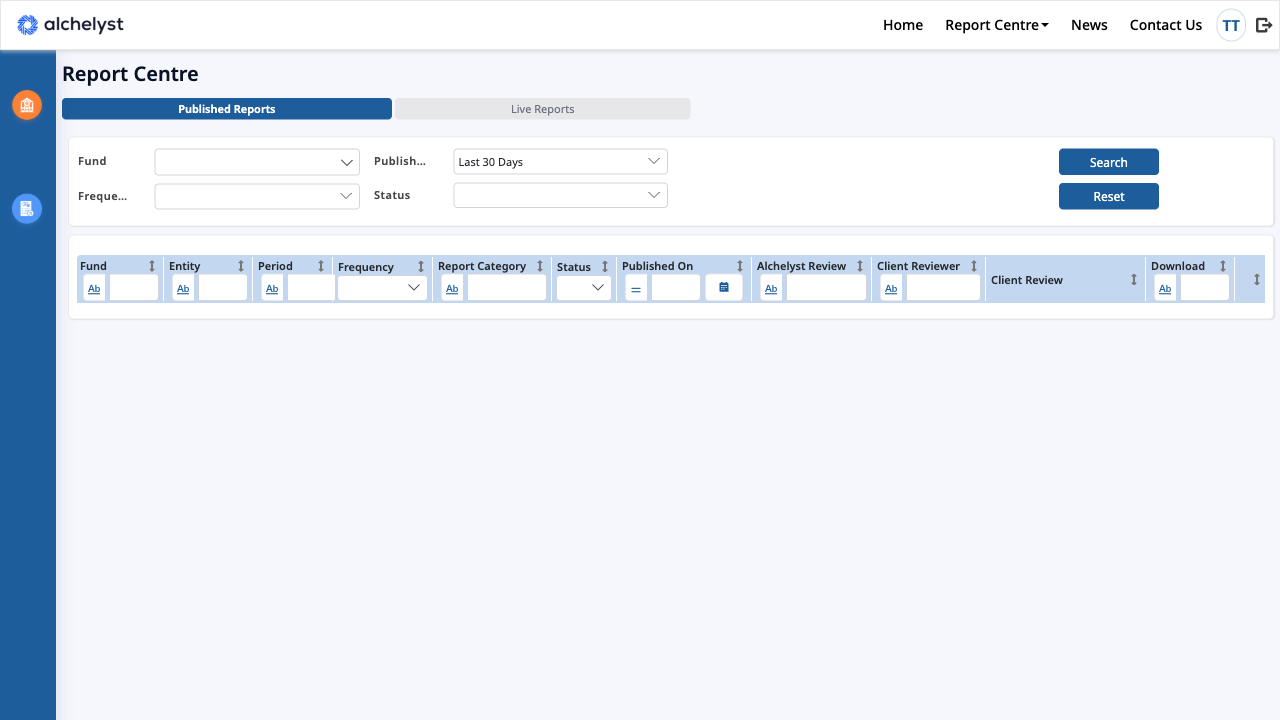 alchelyst
Home Report Centre News Contact Us TT
Report Centre
Published Reports Live Reports
Fund Publish... Last 30 Days Search
Freque... Status Reset
Fund Entity Period Frequency Report Category Status Published On Alchelyst Review Client Reviewer Client Review Download
Ab Ab Ab Ab = Ab Ab Ab